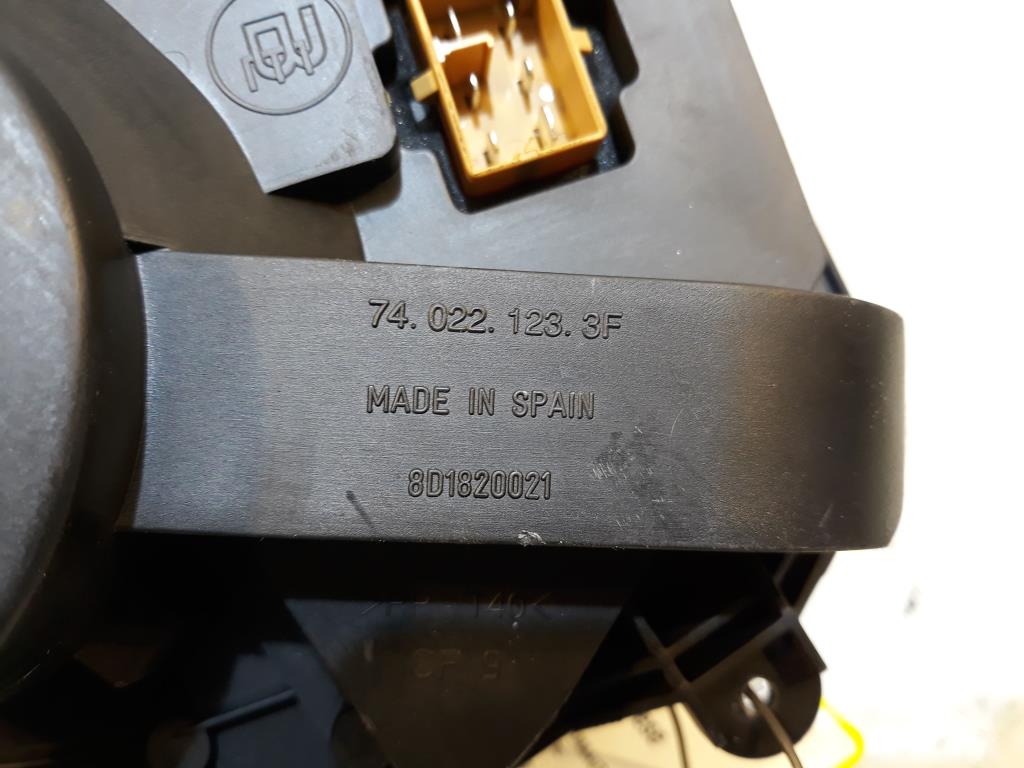 74. 022. 123. 3F
MADE IN SPAIN
8D1820021